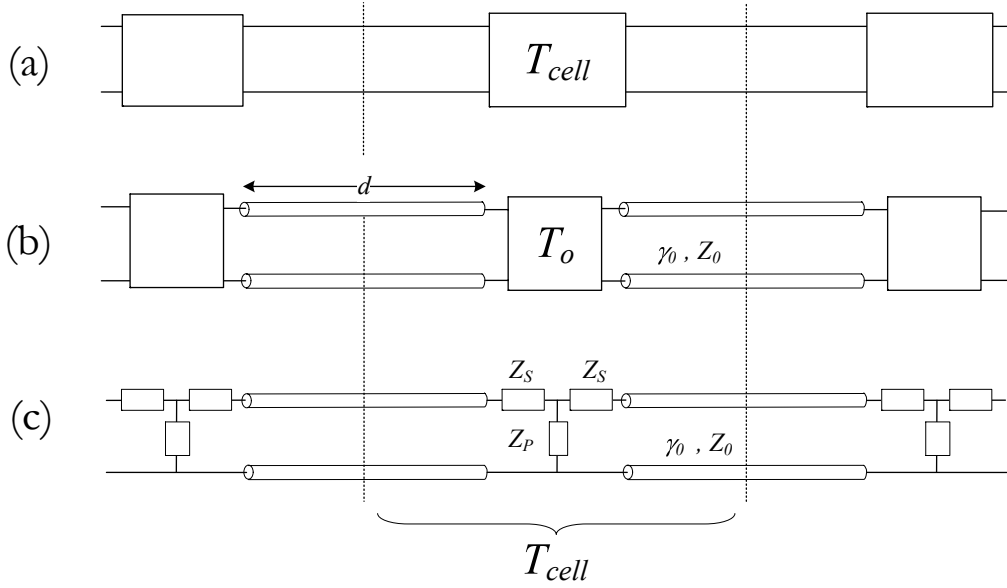 (a)
T_cell
d
(b)
T_o
γ_0 , Z_0
Z_S Z_S
(c)
Z_P
γ_0 , Z_0
T_cell